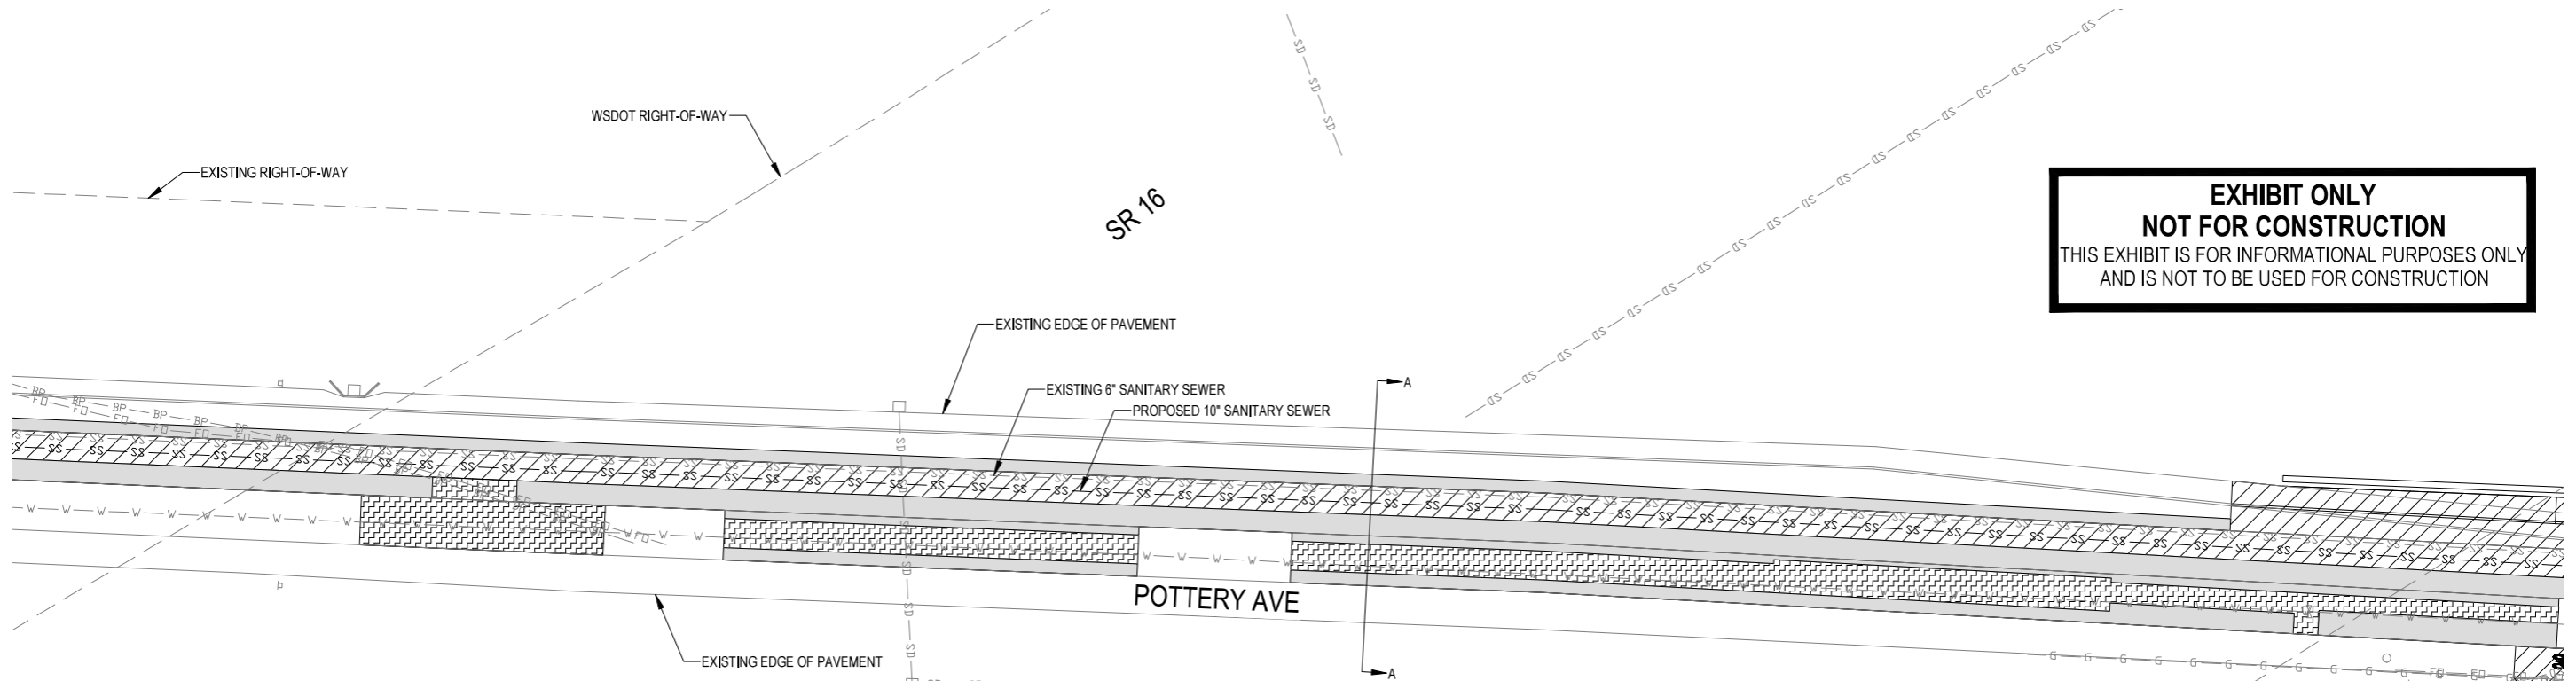 WSDOT RIGHT-OF-WAY
EXISTING RIGHT-OF-WAY
SR 16
EXHIBIT ONLY
NOT FOR CONSTRUCTION
THIS EXHIBIT IS FOR INFORMATIONAL PURPOSES ONLY
AND IS NOT TO BE USED FOR CONSTRUCTION
EXISTING EDGE OF PAVEMENT
EXISTING 6" SANITARY SEWER
PROPOSED 10" SANITARY SEWER
A
POTTERY AVE
EXISTING EDGE OF PAVEMENT
A